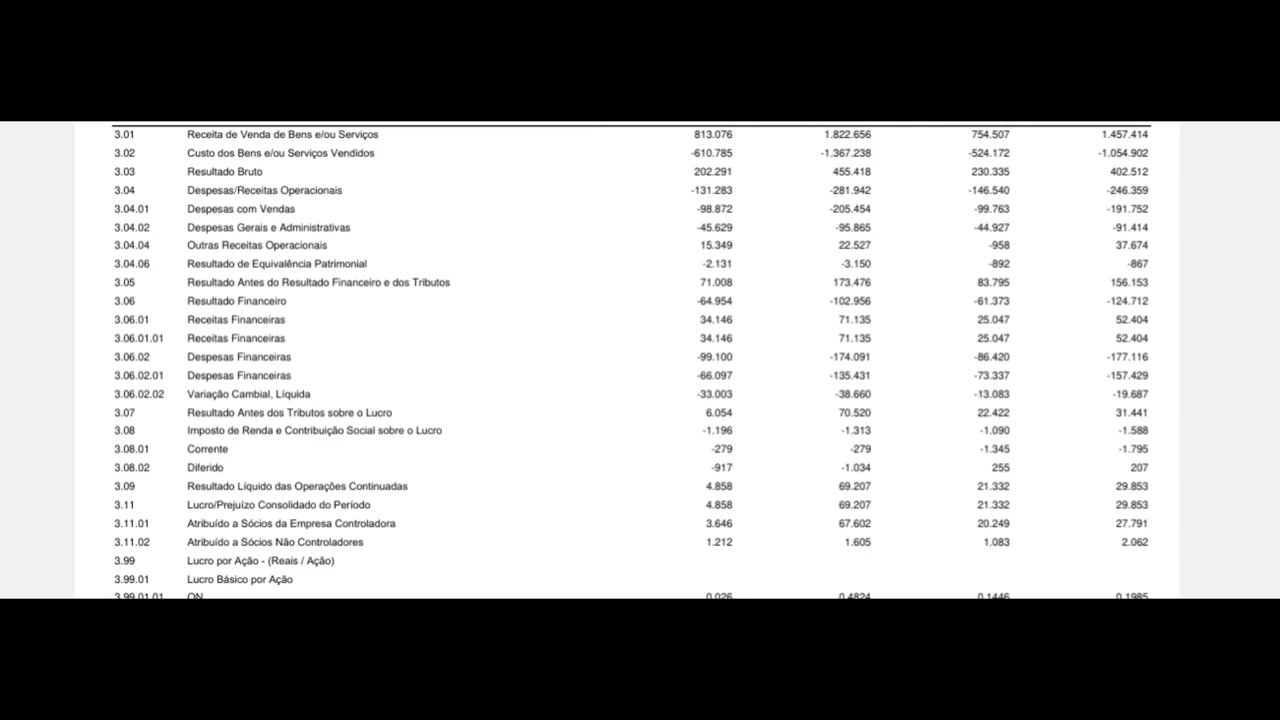 3.01 Receita de Venda de Bens e/ou Serviços 813.076 1.822.656 754.507 1.457.414
3.02 Custo dos Bens e/ou Serviços Vendidos -610.785 -1.367.238 -524.172 -1.054.902
3.03 Resultado Bruto 202.291 455.418 230.335 402.512
3.04 Despesas/Receitas Operacionais -131.283 -281.942 -146.540 -246.359
3.04.01 Despesas com Vendas -98.872 -205.454 -99.763 -191.752
3.04.02 Despesas Gerais e Administrativas -45.629 -95.865 -44.927 -91.414
3.04.04 Outras Receitas Operacionais 15.349 22.527 -958 37.674
3.04.06 Resultado de Equivalência Patrimonial -2.131 -3.150 -892 -867
3.05 Resultado Antes do Resultado Financeiro e dos Tributos 71.008 173.476 83.795 156.153
3.06 Resultado Financeiro -64.954 -102.956 -61.373 -124.712
3.06.01 Receitas Financeiras 34.146 71.135 25.047 52.404
3.06.01.01 Receitas Financeiras 34.146 71.135 25.047 52.404
3.06.02 Despesas Financeiras -99.100 -174.091 -86.420 -177.116
3.06.02.01 Despesas Financeiras -66.097 -135.431 -73.337 -157.429
3.06.02.02 Variação Cambial, Líquida -33.003 -38.660 -13.083 -19.687
3.07 Resultado Antes dos Tributos sobre o Lucro 6.054 70.520 22.422 31.441
3.08 Imposto de Renda e Contribuição Social sobre o Lucro -1.196 -1.313 -1.090 -1.588
3.08.01 Corrente -279 -279 -1.345 -1.795
3.08.02 Diferido -917 -1.034 255 207
3.09 Resultado Líquido das Operações Continuadas 4.858 69.207 21.332 29.853
3.11 Lucro/Prejuízo Consolidado do Período 4.858 69.207 21.332 29.853
3.11.01 Atribuído a Sócios da Empresa Controladora 3.646 67.602 20.249 27.791
3.11.02 Atribuído a Sócios Não Controladores 1.212 1.605 1.083 2.062
3.99 Lucro por Ação - (Reais / Ação)
3.99.01 Lucro Básico por Ação
3.99.01.01 ON 0.026 0.4824 0.1446 0.1985